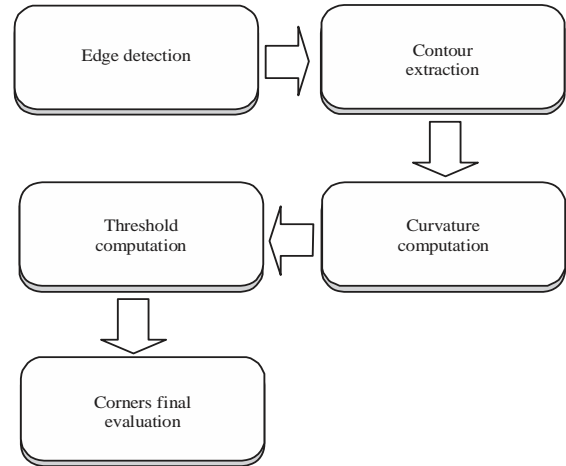 Edge detection
Contour
extraction
Curvature
computation
Threshold
computation
Corners final
evaluation